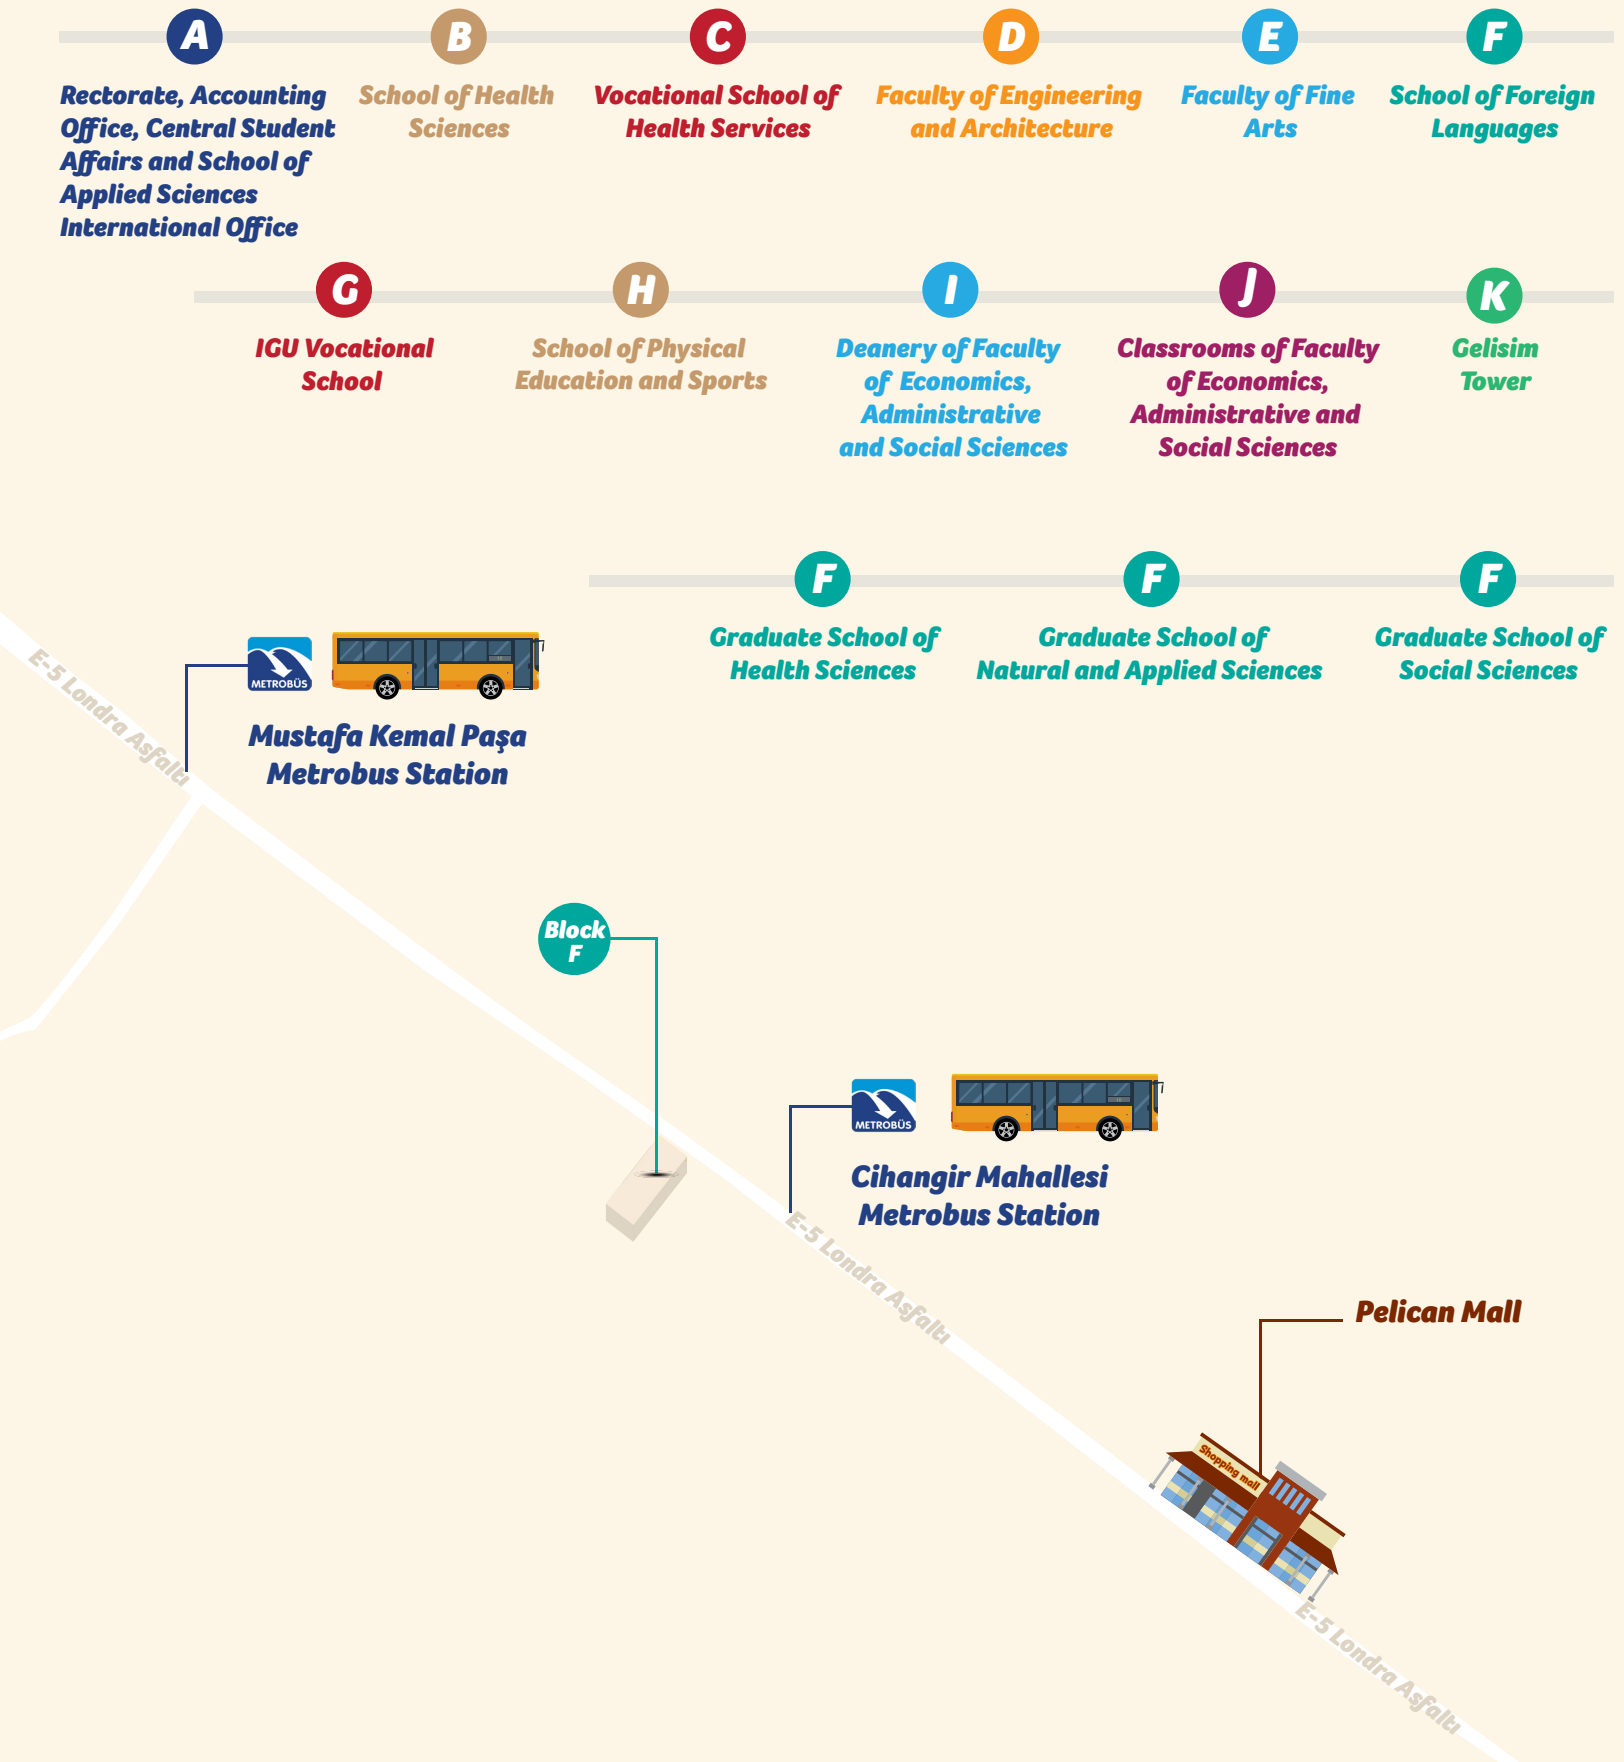 A
B
C
D
E
F
Rectorate, Accounting
Office, Central Student
Affairs and School of
Applied Sciences
International Office
School of Health
Sciences
Vocational School of
Health Services
Faculty of Engineering
and Architecture
Faculty of Fine
Arts
School of Foreign
Languages
G
H
I
J
K
IGU Vocational
School
School of Physical
Education and Sports
Deanery of Faculty
of Economics,
Administrative
and Social Sciences
Classrooms of Faculty
of Economics,
Administrative and
Social Sciences
Gelisim
Tower
F
F
F
Graduate School of
Health Sciences
Graduate School of
Natural and Applied Sciences
Graduate School of
Social Sciences
E-5 Londra Asfaltı
METROBÜS
Mustafa Kemal Paşa
Metrobus Station
Block
F
METROBÜS
Cihangir Mahallesi
Metrobus Station
E-5 Londra Asfaltı
Pelican Mall
Shopping mall
E-5 Londra Asfaltı